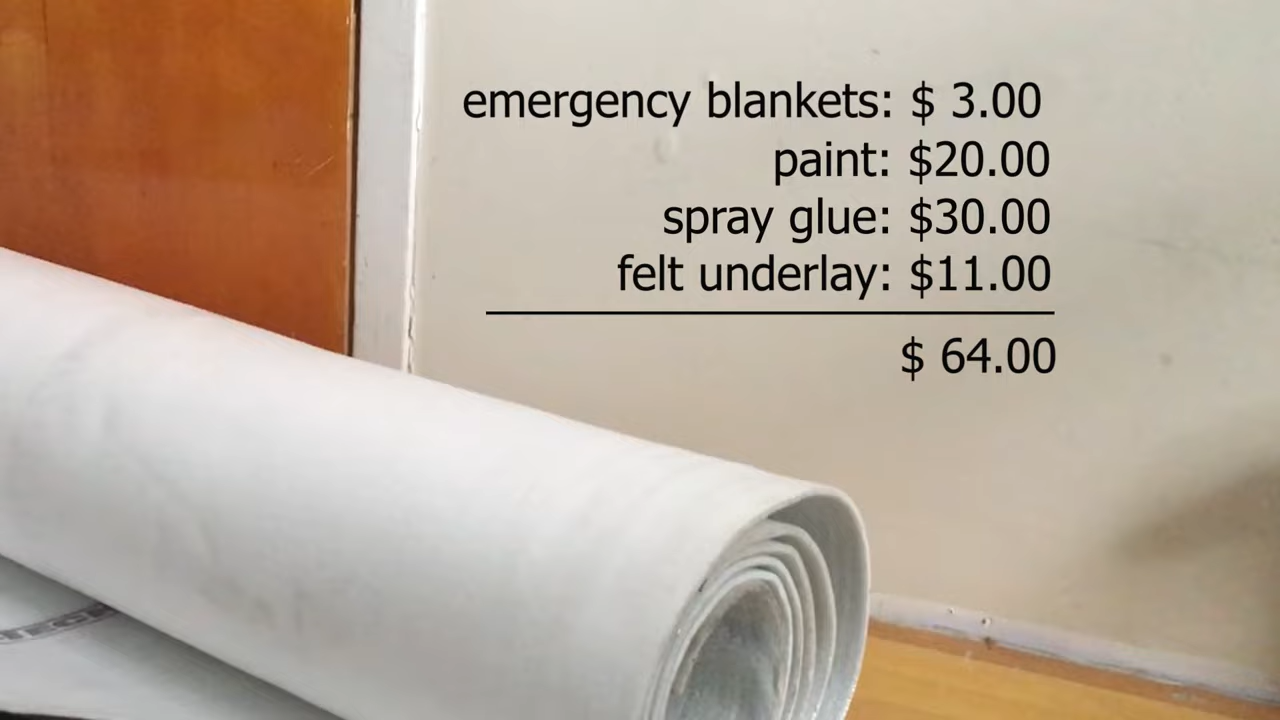 emergency blankets: $ 3.00
paint: $20.00
spray glue: $30.00
felt underlay: $11.00
$ 64.00